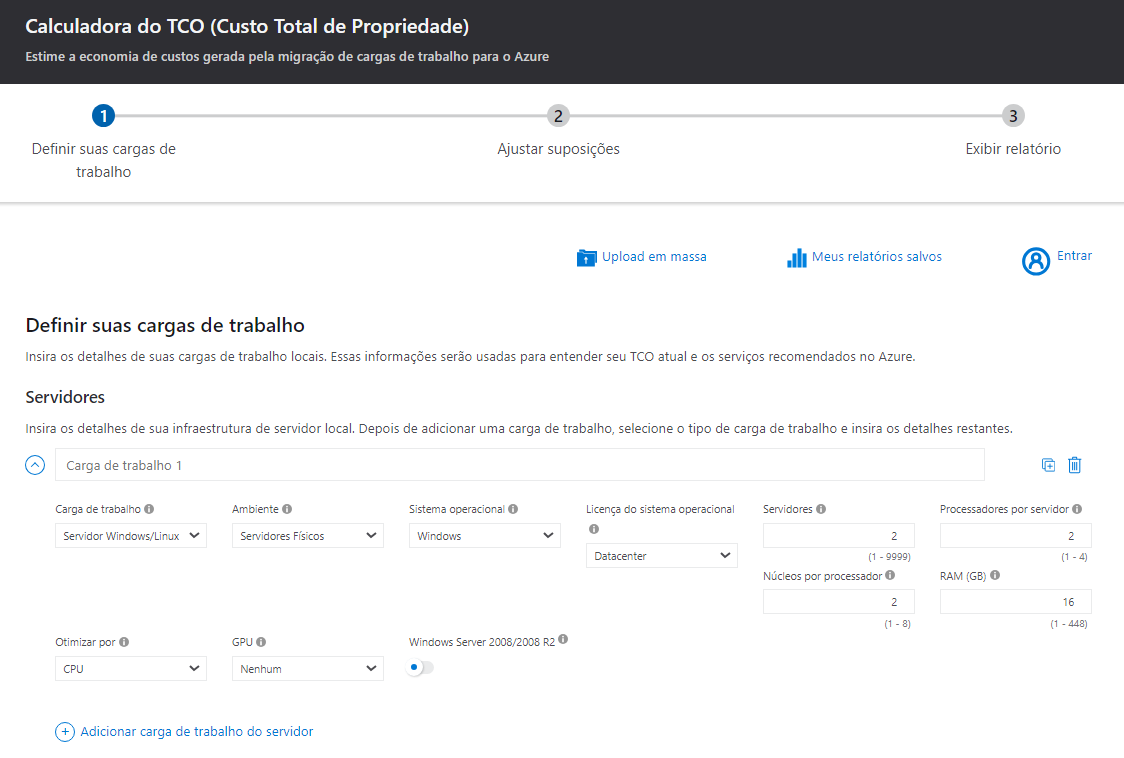 Calculadora do TCO (Custo Total de Propriedade)
Estime a economia de custos gerada pela migração de cargas de trabalho para o Azure
1
2
3
Definir suas cargas de
trabalho
Ajustar suposições
Exibir relatório
Upload em massa
Meus relatórios salvos
Entrar
Definir suas cargas de trabalho
Insira os detalhes de suas cargas de trabalho locais. Essas informações serão usadas para entender seu TCO atual e os serviços recomendados no Azure.
Servidores
Insira os detalhes de sua infraestrutura de servidor local. Depois de adicionar uma carga de trabalho, selecione o tipo de carga de trabalho e insira os detalhes restantes.
Carga de trabalho 1
Carga de trabalho
Servidor Windows/Linux
Ambiente
Servidores Físicos
Sistema operacional
Windows
Licença do sistema operacional
Datacenter
Servidores
2
(1 - 9999)
Processadores por servidor
2
(1 - 4)
Núcleos por processador
2
(1 - 8)
RAM (GB)
16
(1 - 448)
Otimizar por
CPU
GPU
Nenhum
Windows Server 2008/2008 R2
Adicionar carga de trabalho do servidor